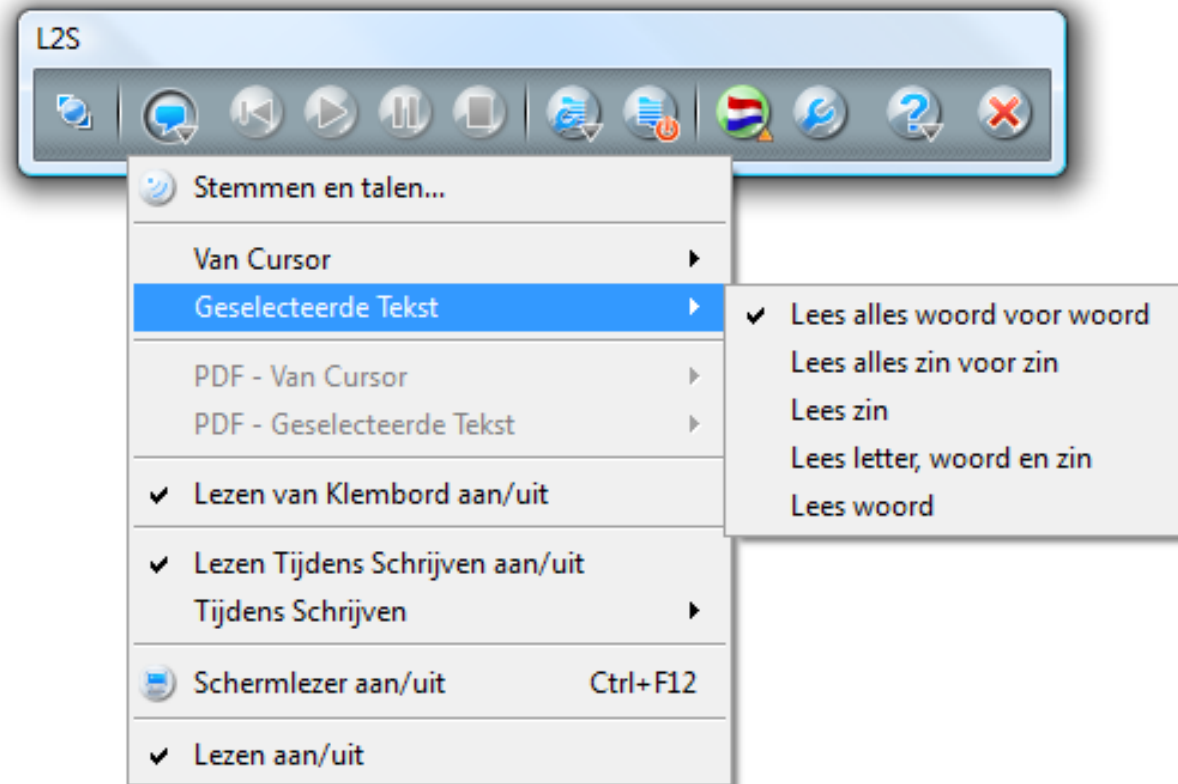 L2S
Stemmen en talen...
Van Cursor
Geselecteerde Tekst
PDF - Van Cursor
PDF - Geselecteerde Tekst
Lezen van Klembord aan/uit
Lezen Tijdens Schrijven aan/uit
Tijdens Schrijven
Schermlezer aan/uit Ctrl+F12
Lezen aan/uit
Lees alles woord voor woord
Lees alles zin voor zin
Lees zin
Lees letter, woord en zin
Lees woord